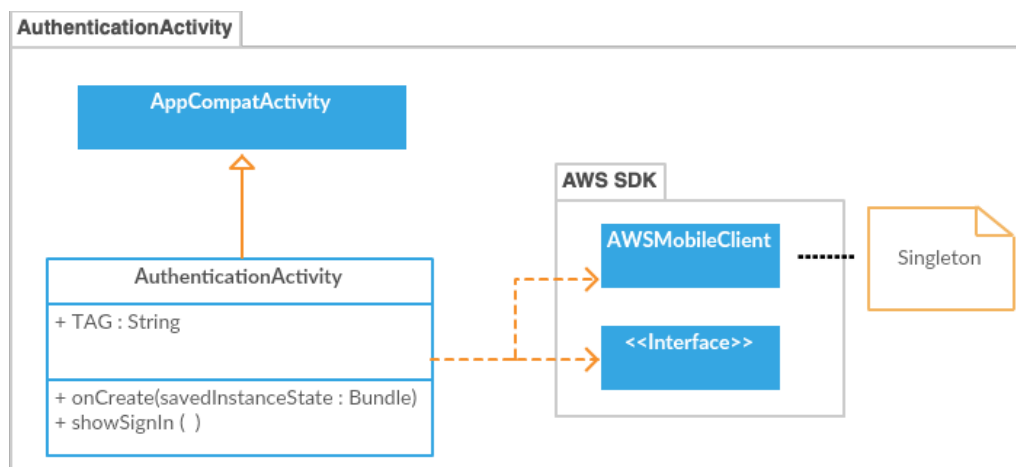 AuthenticationActivity
AppCompatActivity
AWS SDK
AWSMobileClient
Singleton
AuthenticationActivity
+ TAG : String
<<Interface>>
+ onCreate(savedInstanceState : Bundle)
+ showSignIn ( )